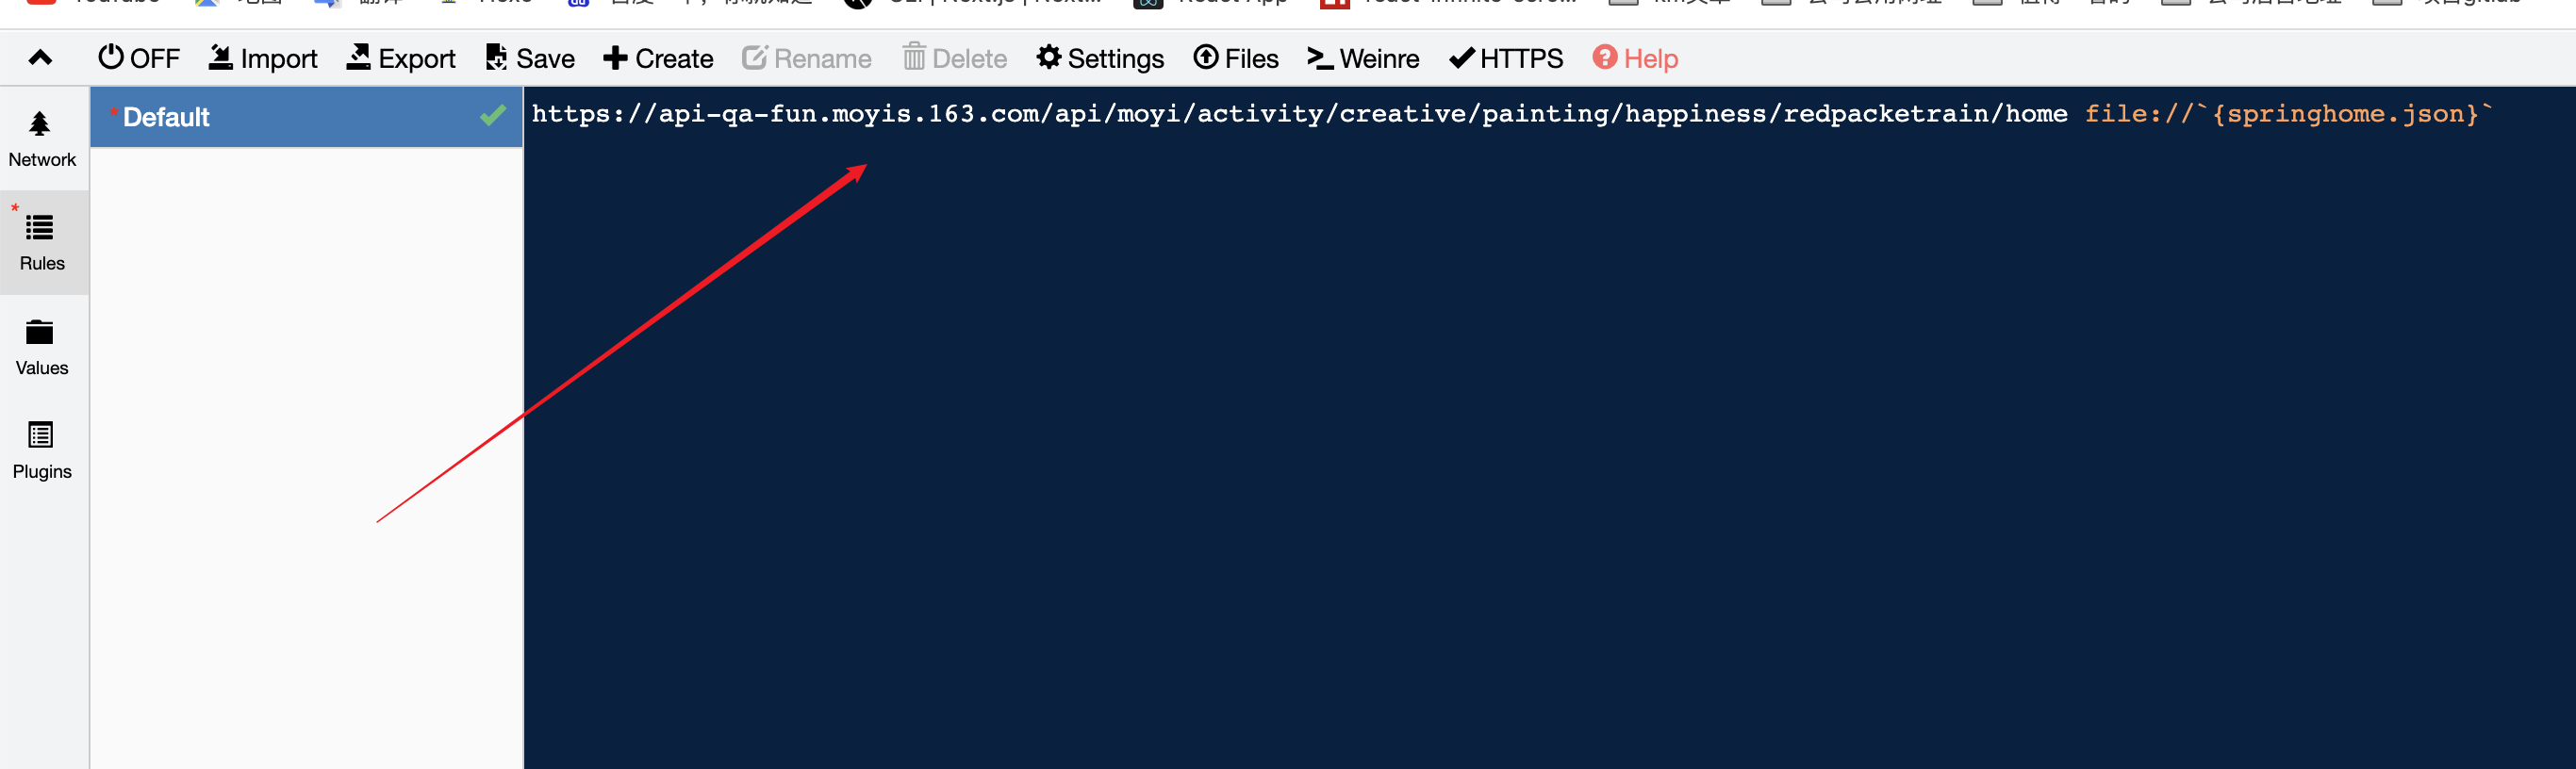 OFF Import Export Save Create Rename Delete Settings Files Weinre HTTPS Help
* Default
https://api-qa-fun.moyis.163.com/api/moyi/activity/creative/painting/happiness/redpacketrain/home file://`{springhome.json}`
Network
*
Rules
Values
Plugins